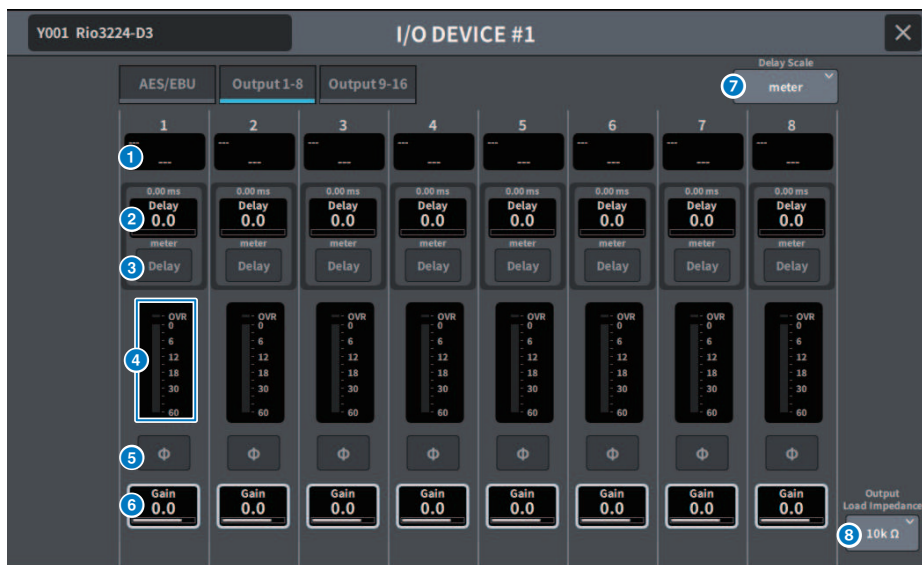 Y001 Rio3224-D3 I/O DEVICE #1 ×
Delay Scale
AES/EBU Output 1-8 Output 9-16 7 meter
1 2 3 4 5 6 7 8
--- --- --- --- --- --- --- ---
1 --- --- --- --- --- --- --- ---
0.00 ms 0.00 ms 0.00 ms 0.00 ms 0.00 ms 0.00 ms 0.00 ms 0.00 ms
Delay Delay Delay Delay Delay Delay Delay Delay
2 0.0 0.0 0.0 0.0 0.0 0.0 0.0 0.0
meter meter meter meter meter meter meter meter
3 Delay Delay Delay Delay Delay Delay Delay Delay
OVR OVR OVR OVR OVR OVR OVR OVR
0 0 0 0 0 0 0 0
6 6 6 6 6 6 6 6
4 12 12 12 12 12 12 12 12
18 18 18 18 18 18 18 18
30 30 30 30 30 30 30 30
60 60 60 60 60 60 60 60
5 Φ Φ Φ Φ Φ Φ Φ Φ
Gain Gain Gain Gain Gain Gain Gain Gain Output
6 0.0 0.0 0.0 0.0 0.0 0.0 0.0 0.0 Load Impedance
8 10k Ω